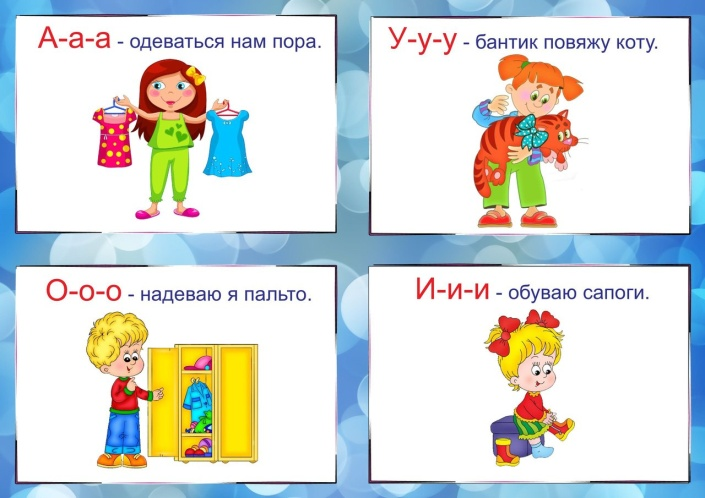 А-а-а - одеваться нам пора.
У-у-у - бантик повяжу коту.
О-о-о - надеваю я пальто.
И-и-и - обуваю сапоги.